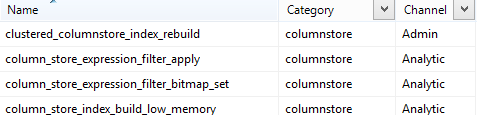 Name Category Channel
clustered_columnstore_index_rebuild columnstore Admin
column_store_expression_filter_apply columnstore Analytic
column_store_expression_filter_bitmap_set columnstore Analytic
column_store_index_build_low_memory columnstore Analytic